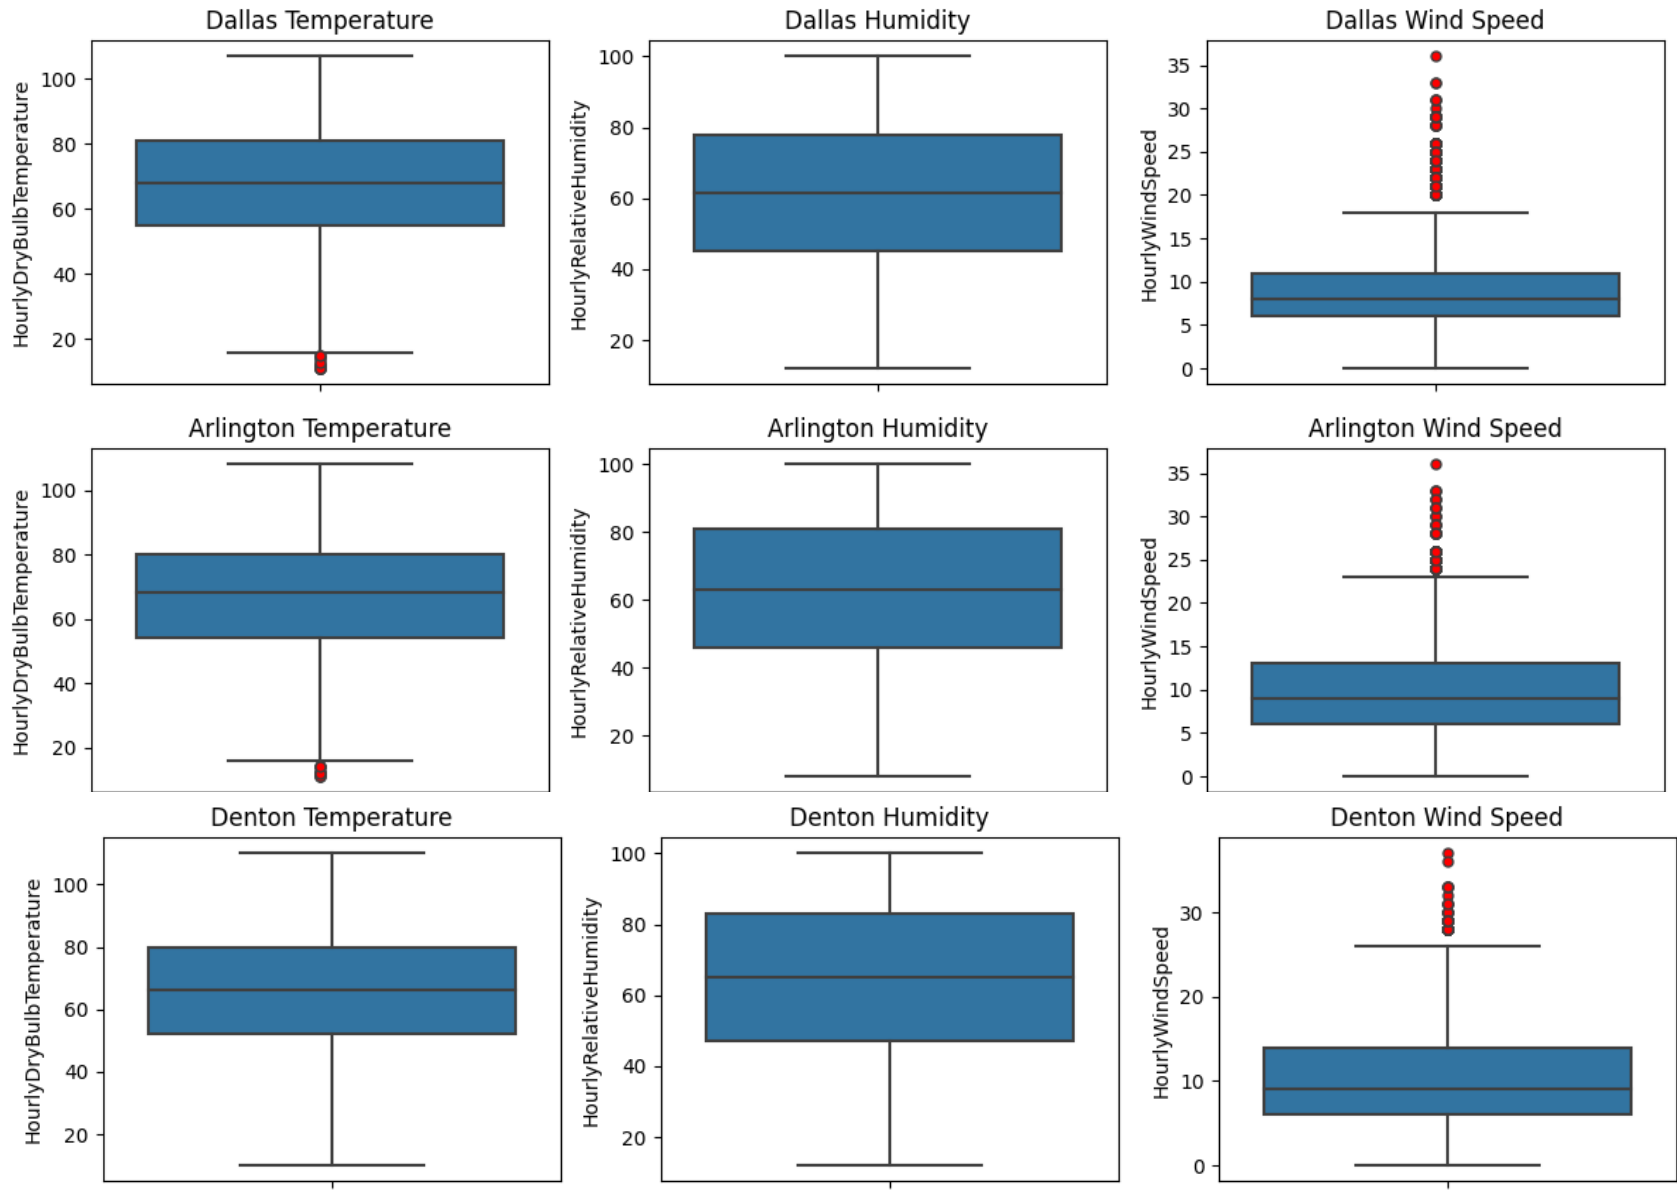 Dallas Temperature
HourlyDryBulbTemperature
100
80
60
40
20
Dallas Humidity
HourlyRelativeHumidity
100
80
60
40
20
Dallas Wind Speed
HourlyWindSpeed
35
30
25
20
15
10
5
0
Arlington Temperature
HourlyDryBulbTemperature
100
80
60
40
20
Arlington Humidity
HourlyRelativeHumidity
100
80
60
40
20
Arlington Wind Speed
HourlyWindSpeed
35
30
25
20
15
10
5
0
Denton Temperature
HourlyDryBulbTemperature
100
80
60
40
20
Denton Humidity
HourlyRelativeHumidity
100
80
60
40
20
Denton Wind Speed
HourlyWindSpeed
30
20
10
0